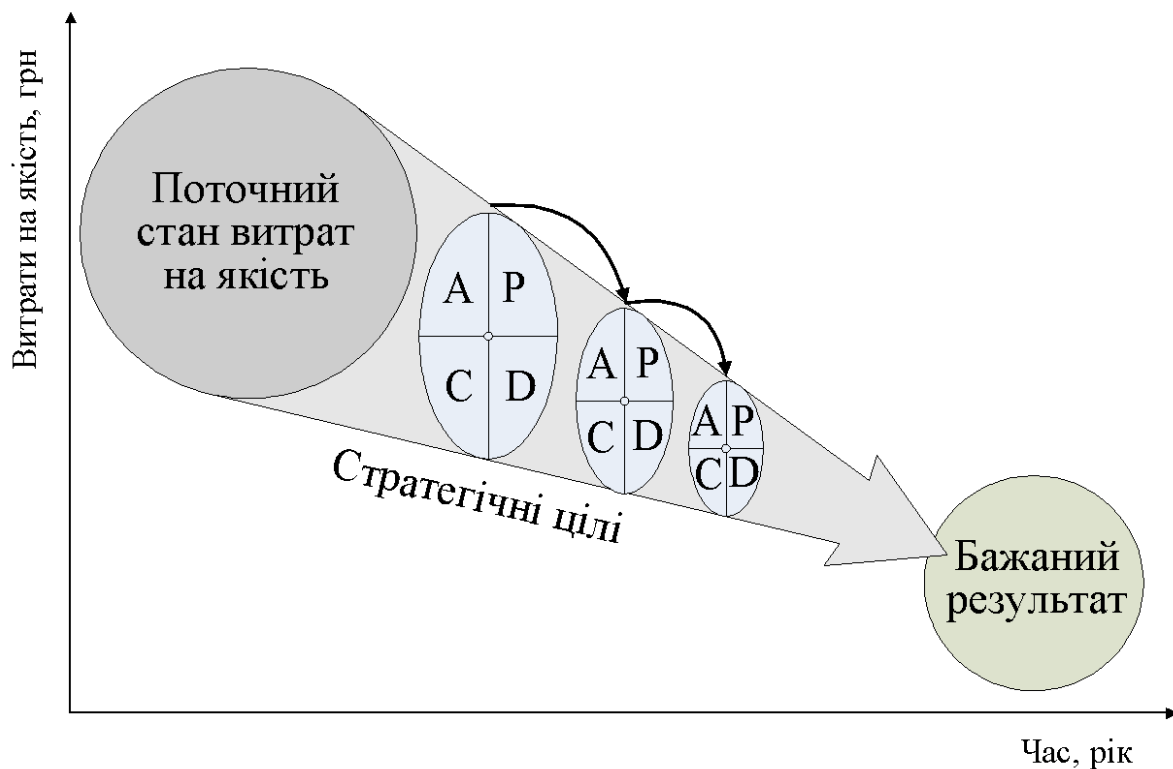 Витрати на якість, грн
Поточний
стан витрат
на якість
A P
C D
A P
C D
A P
C D
Стратегічні цілі
Бажаний
результат
Час, рік